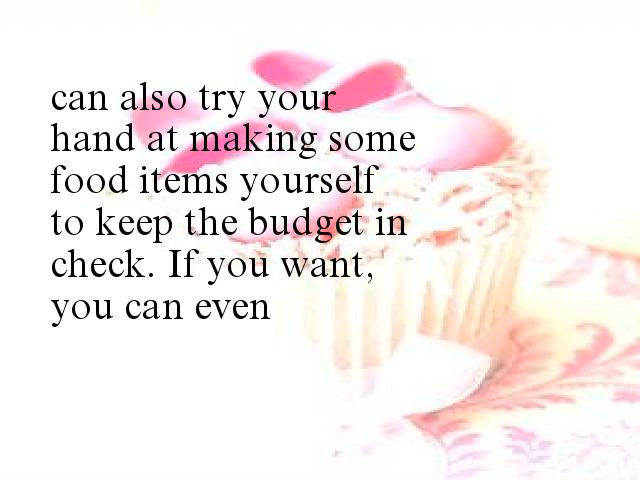 can also try your
hand at making some
food items yourself
to keep the budget in
check. If you want,
you can even